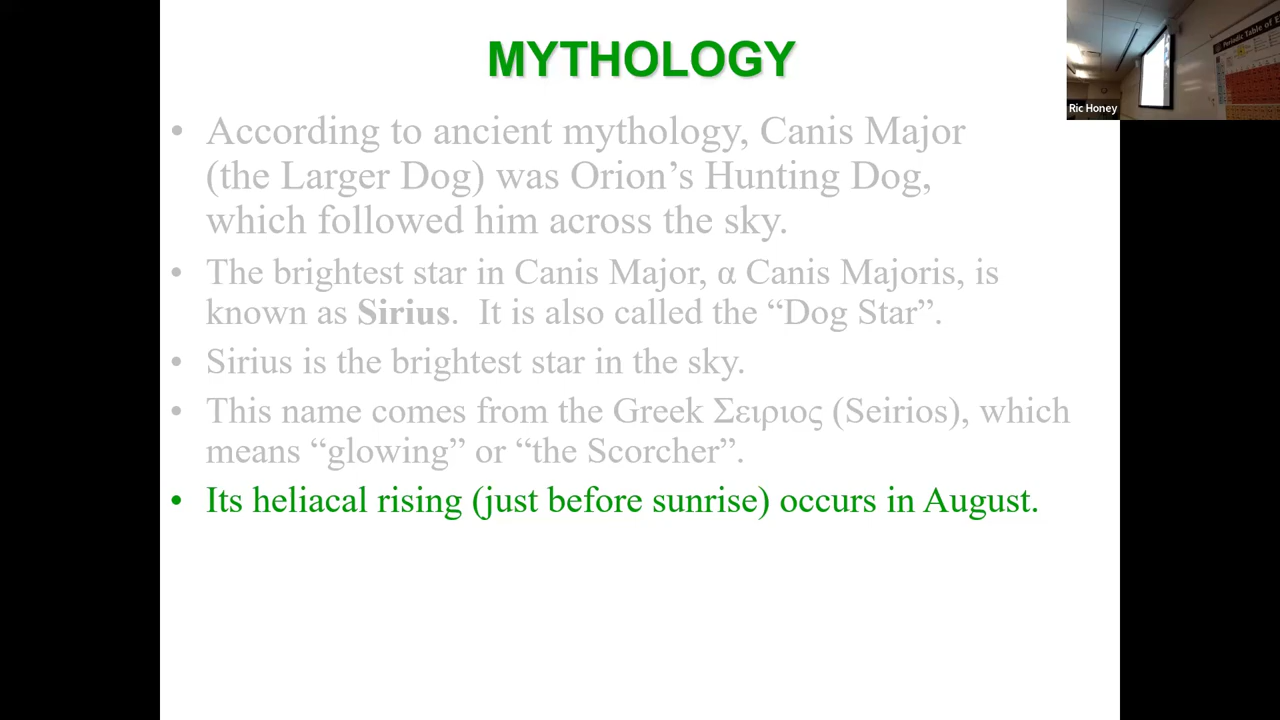 MYTHOLOGY
• According to ancient mythology, Canis Major
(the Larger Dog) was Orion’s Hunting Dog,
which followed him across the sky.
• The brightest star in Canis Major, α Canis Majoris, is
known as Sirius.  It is also called the “Dog Star”.
• Sirius is the brightest star in the sky.
• This name comes from the Greek Σειριος (Seirios), which
means “glowing” or “the Scorcher”.
• Its heliacal rising (just before sunrise) occurs in August.
Periodic Table of
Ric Honey